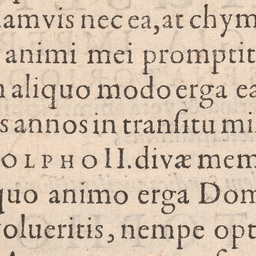 amvis nec ea, at chym
animi mei promptit
aliquo modo erga ea
s annos in tranſitu mi
OLPHO II. divæ mem
quo animo erga Dom
olueritis, nempe opt